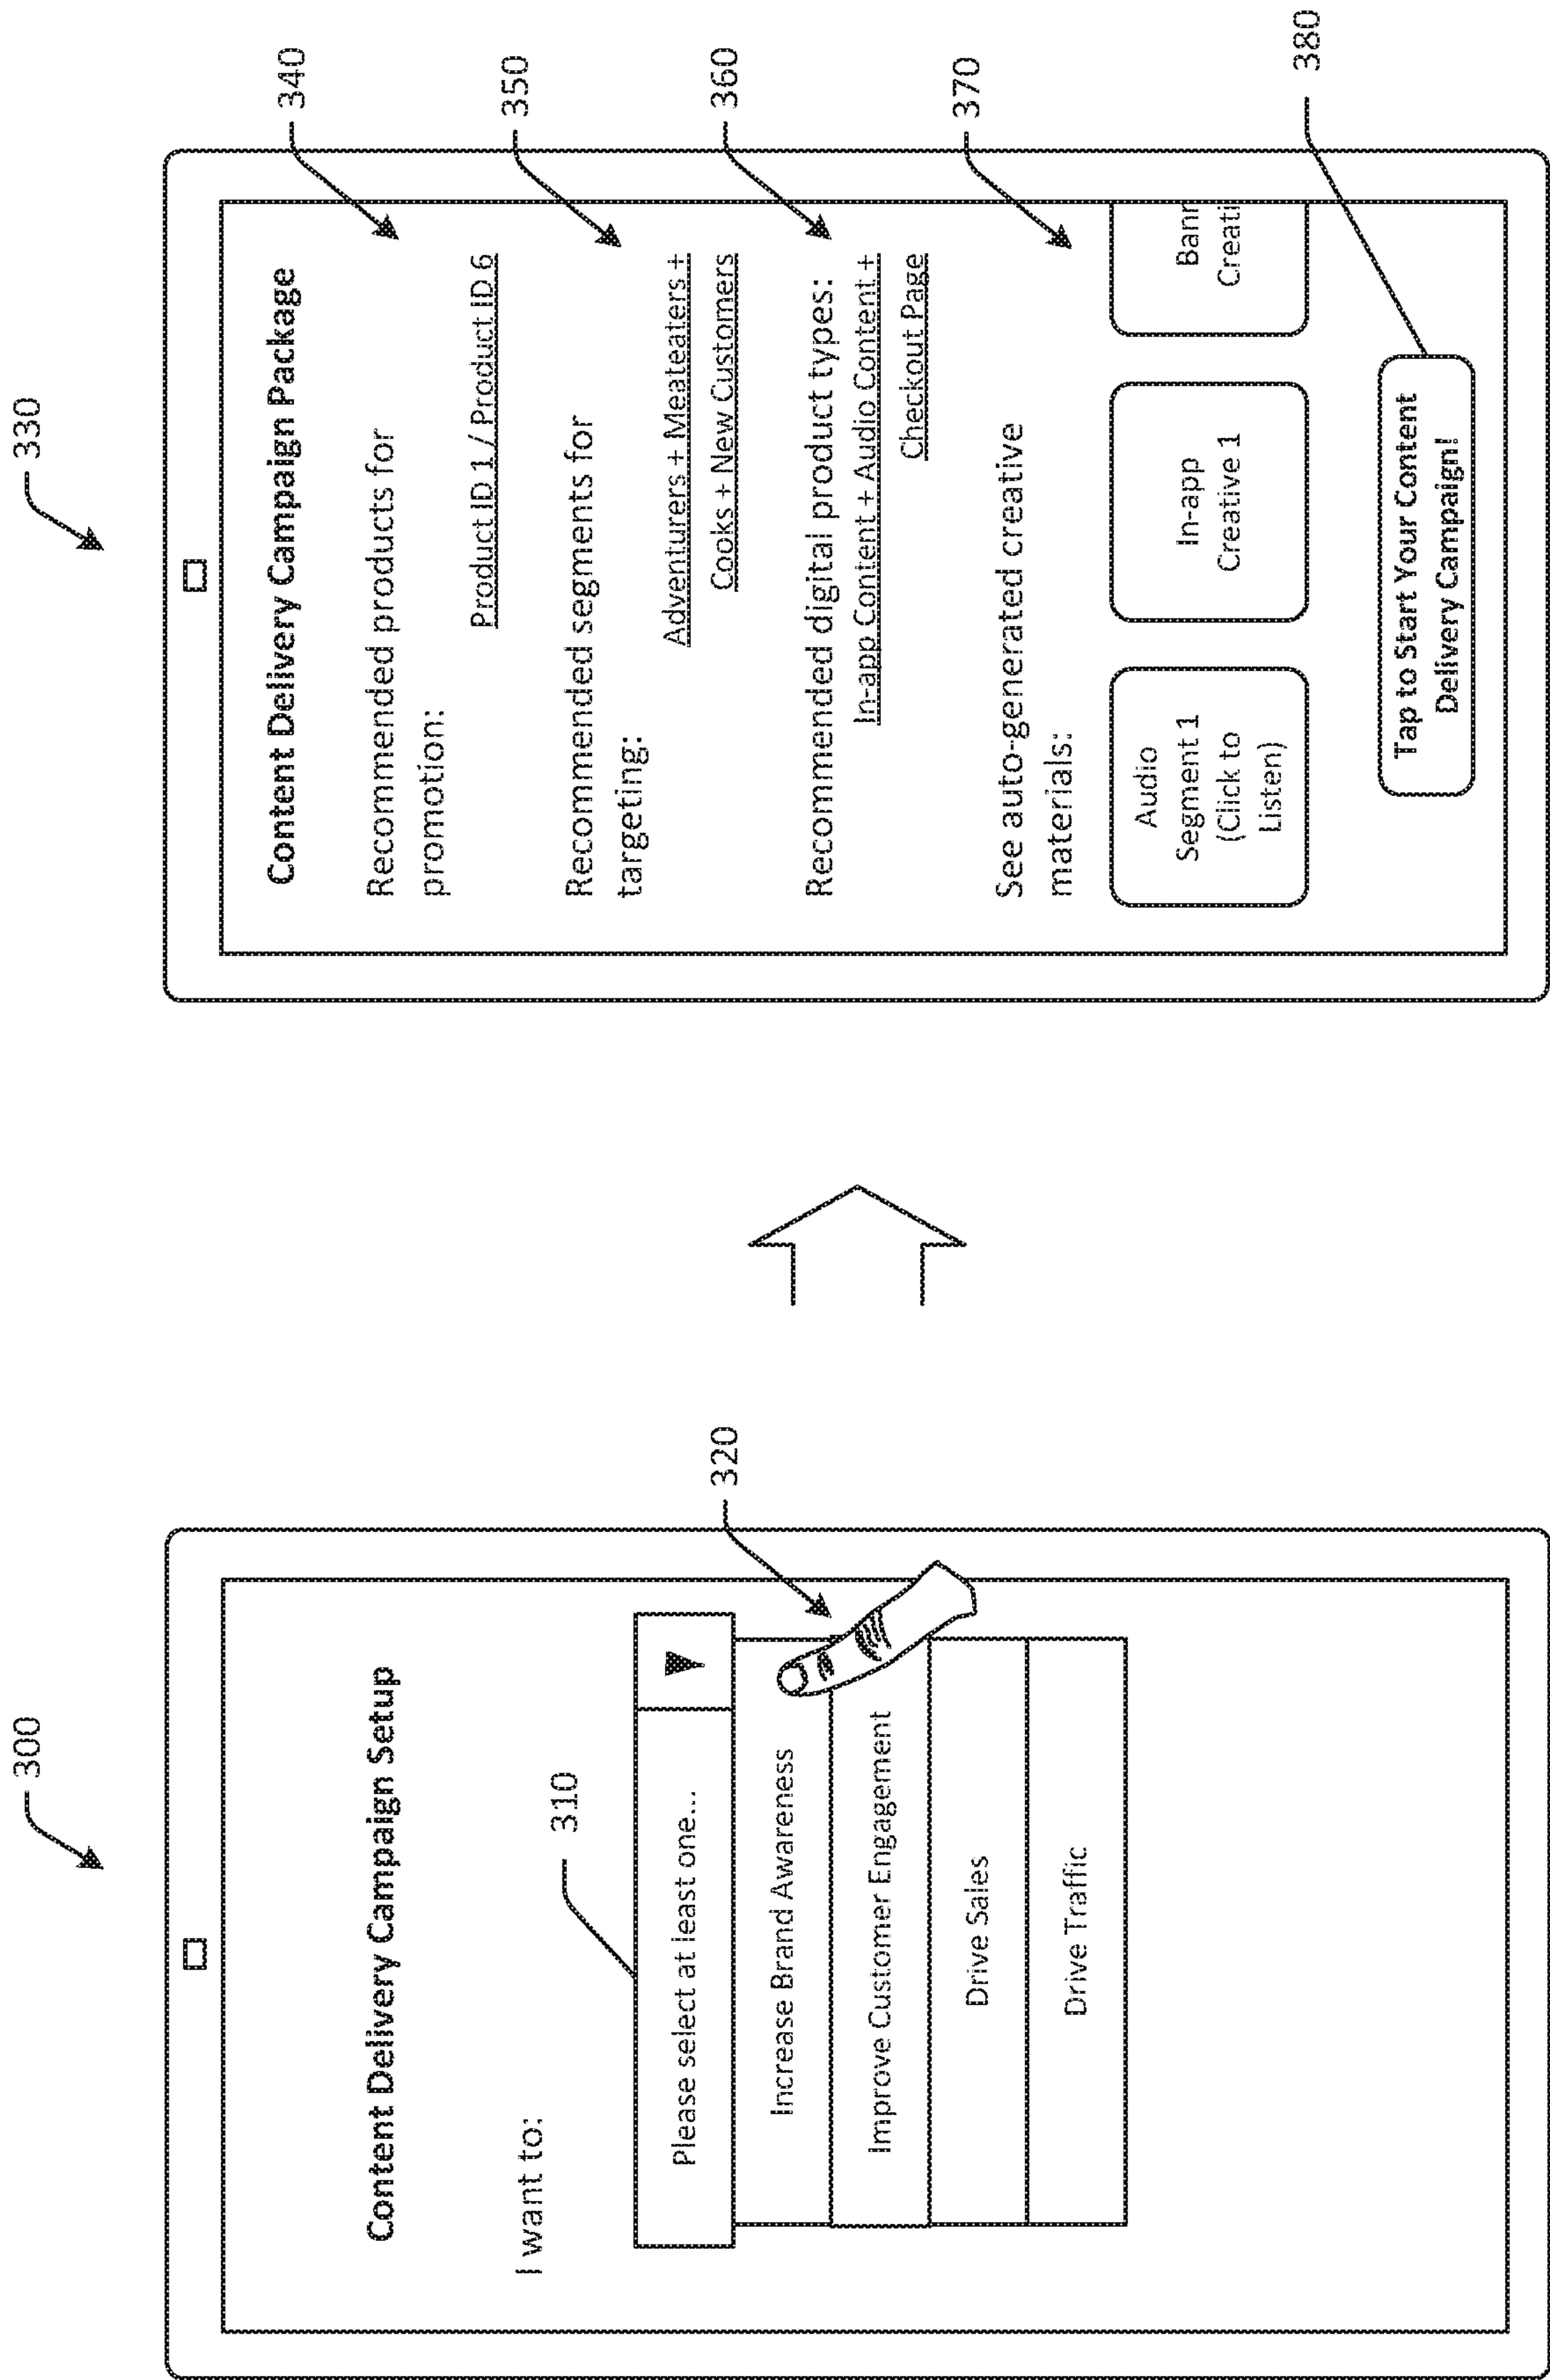 300
Content Delivery Campaign Setup
I want to:
310
Please select at least one...
Increase Brand Awareness
320
Improve Customer Engagement
Drive Sales
Drive Traffic
330
Content Delivery Campaign Package
340
Recommended products for
promotion:
Product ID 1 / Product ID 6
350
Recommended segments for
targeting:
Adventurers + Meateaters +
Cooks + New Customers
360
Recommended digital product types:
In-app Content + Audio Content +
Checkout Page
370
See auto-generated creative
materials:
Audio
Segment 1
(Click to
Listen)
In-app
Creative 1
Bann
Creati
Tap to Start Your Content
Delivery Campaign!
380